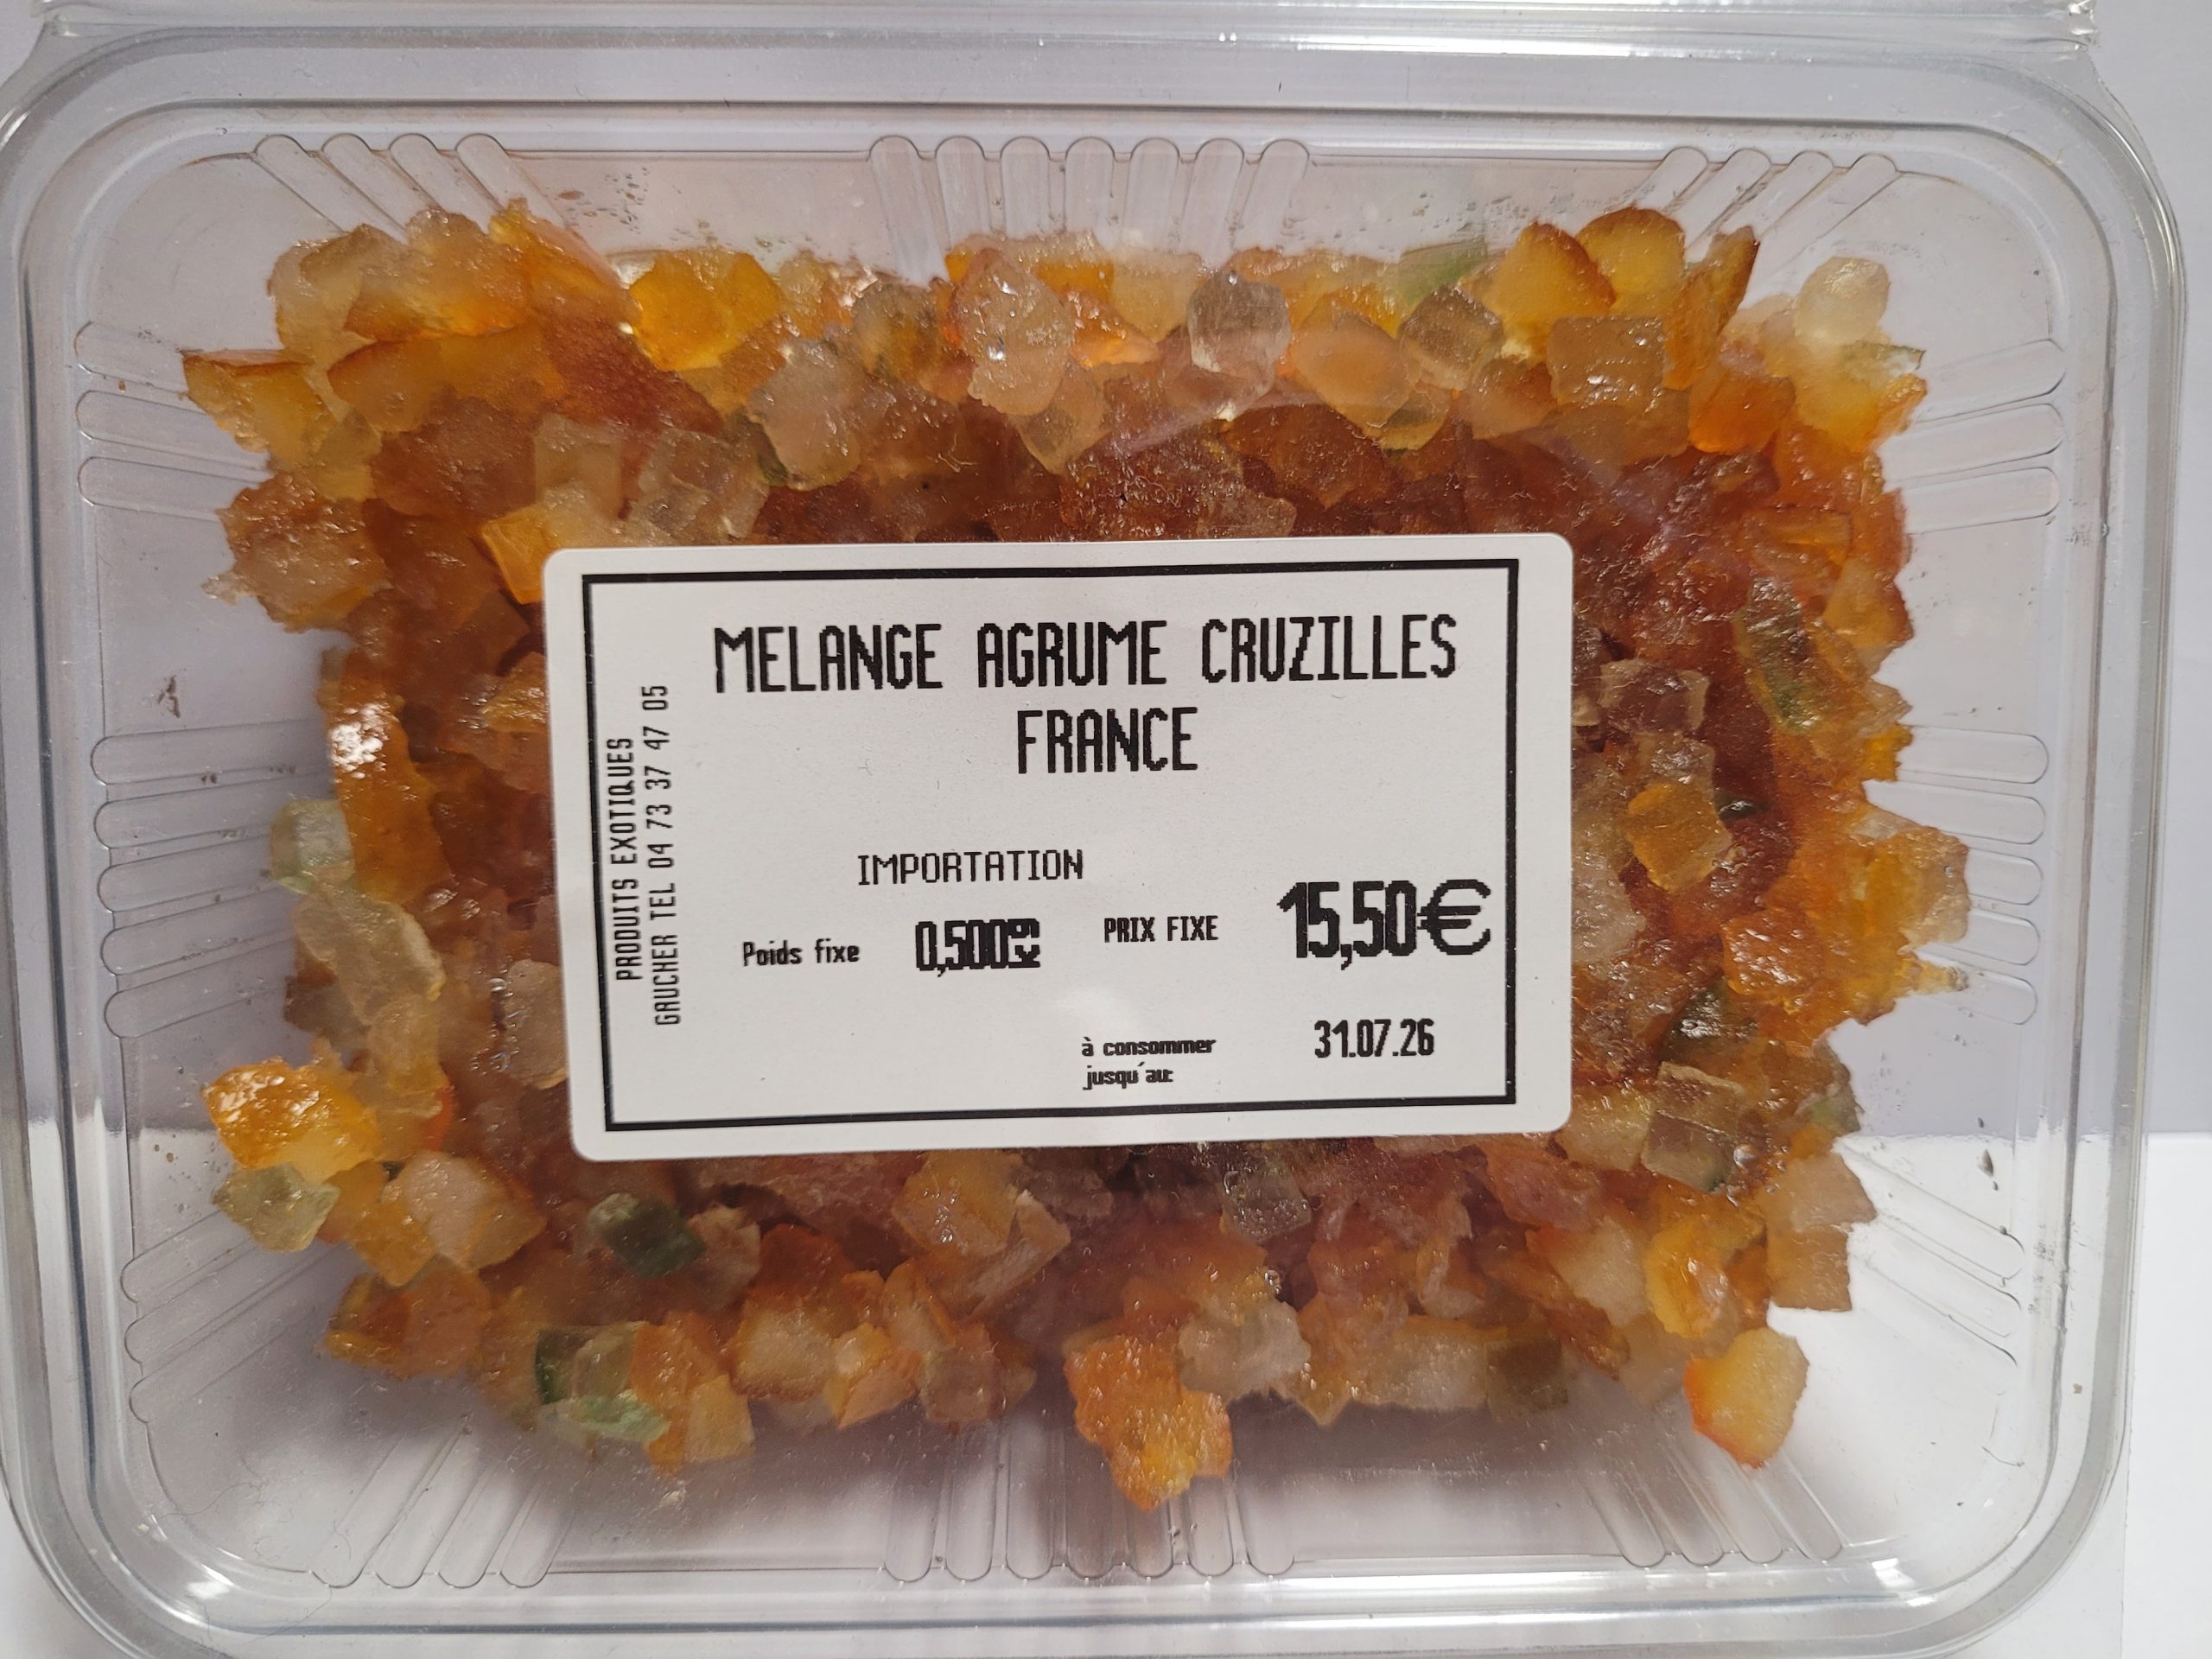 MELANGE AGRUME CRUZILLES
FRANCE
PRODUITS EXOTIQUES
GAUCHER TEL 04 73 37 47 05
IMPORTATION
Poids fixe 0,500 PRIX FIXE 15,50€
à consommer 31.07.26
jusqu'au: